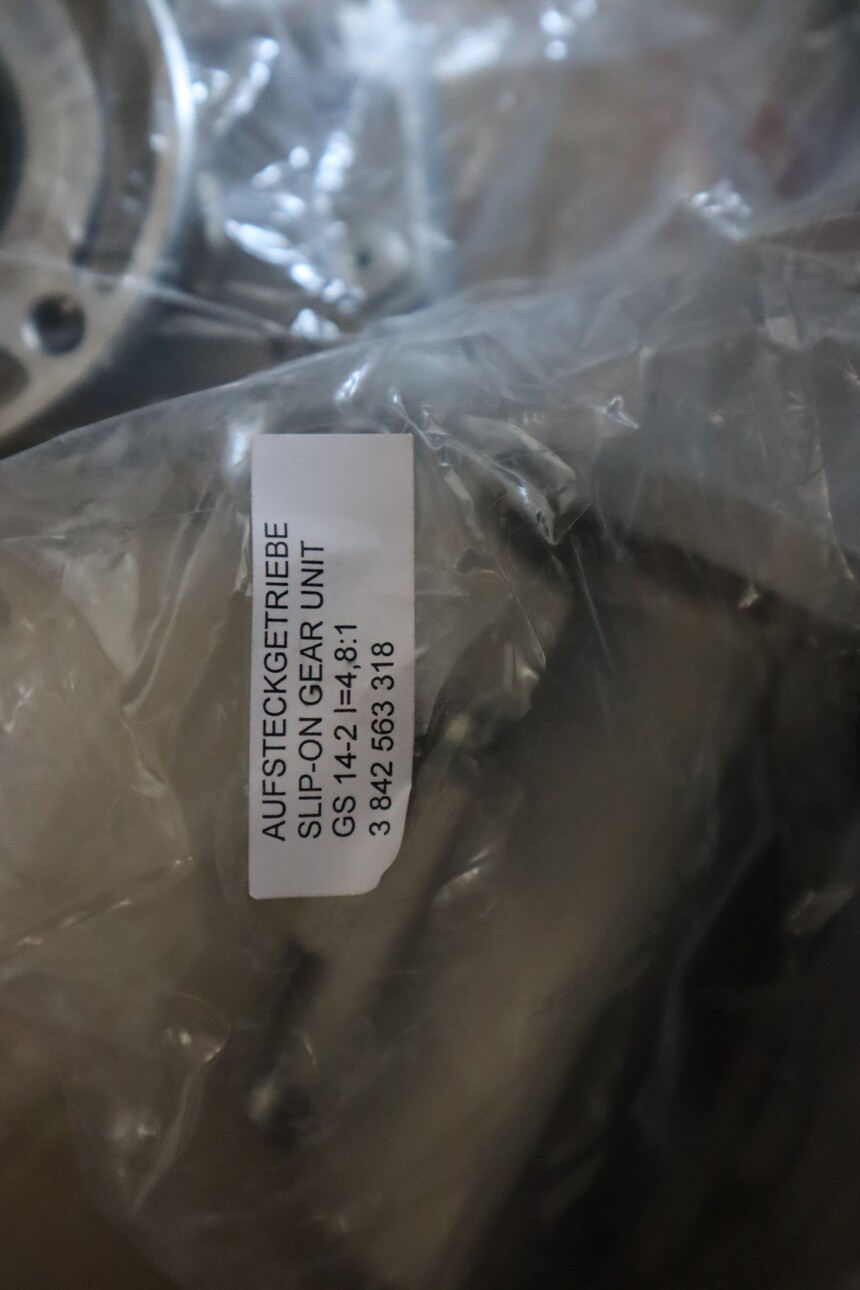 AUFSTECKGETRIEBE
SLIP-ON GEAR UNIT
GS 14-2 I=4,8:1
3 842 563 318